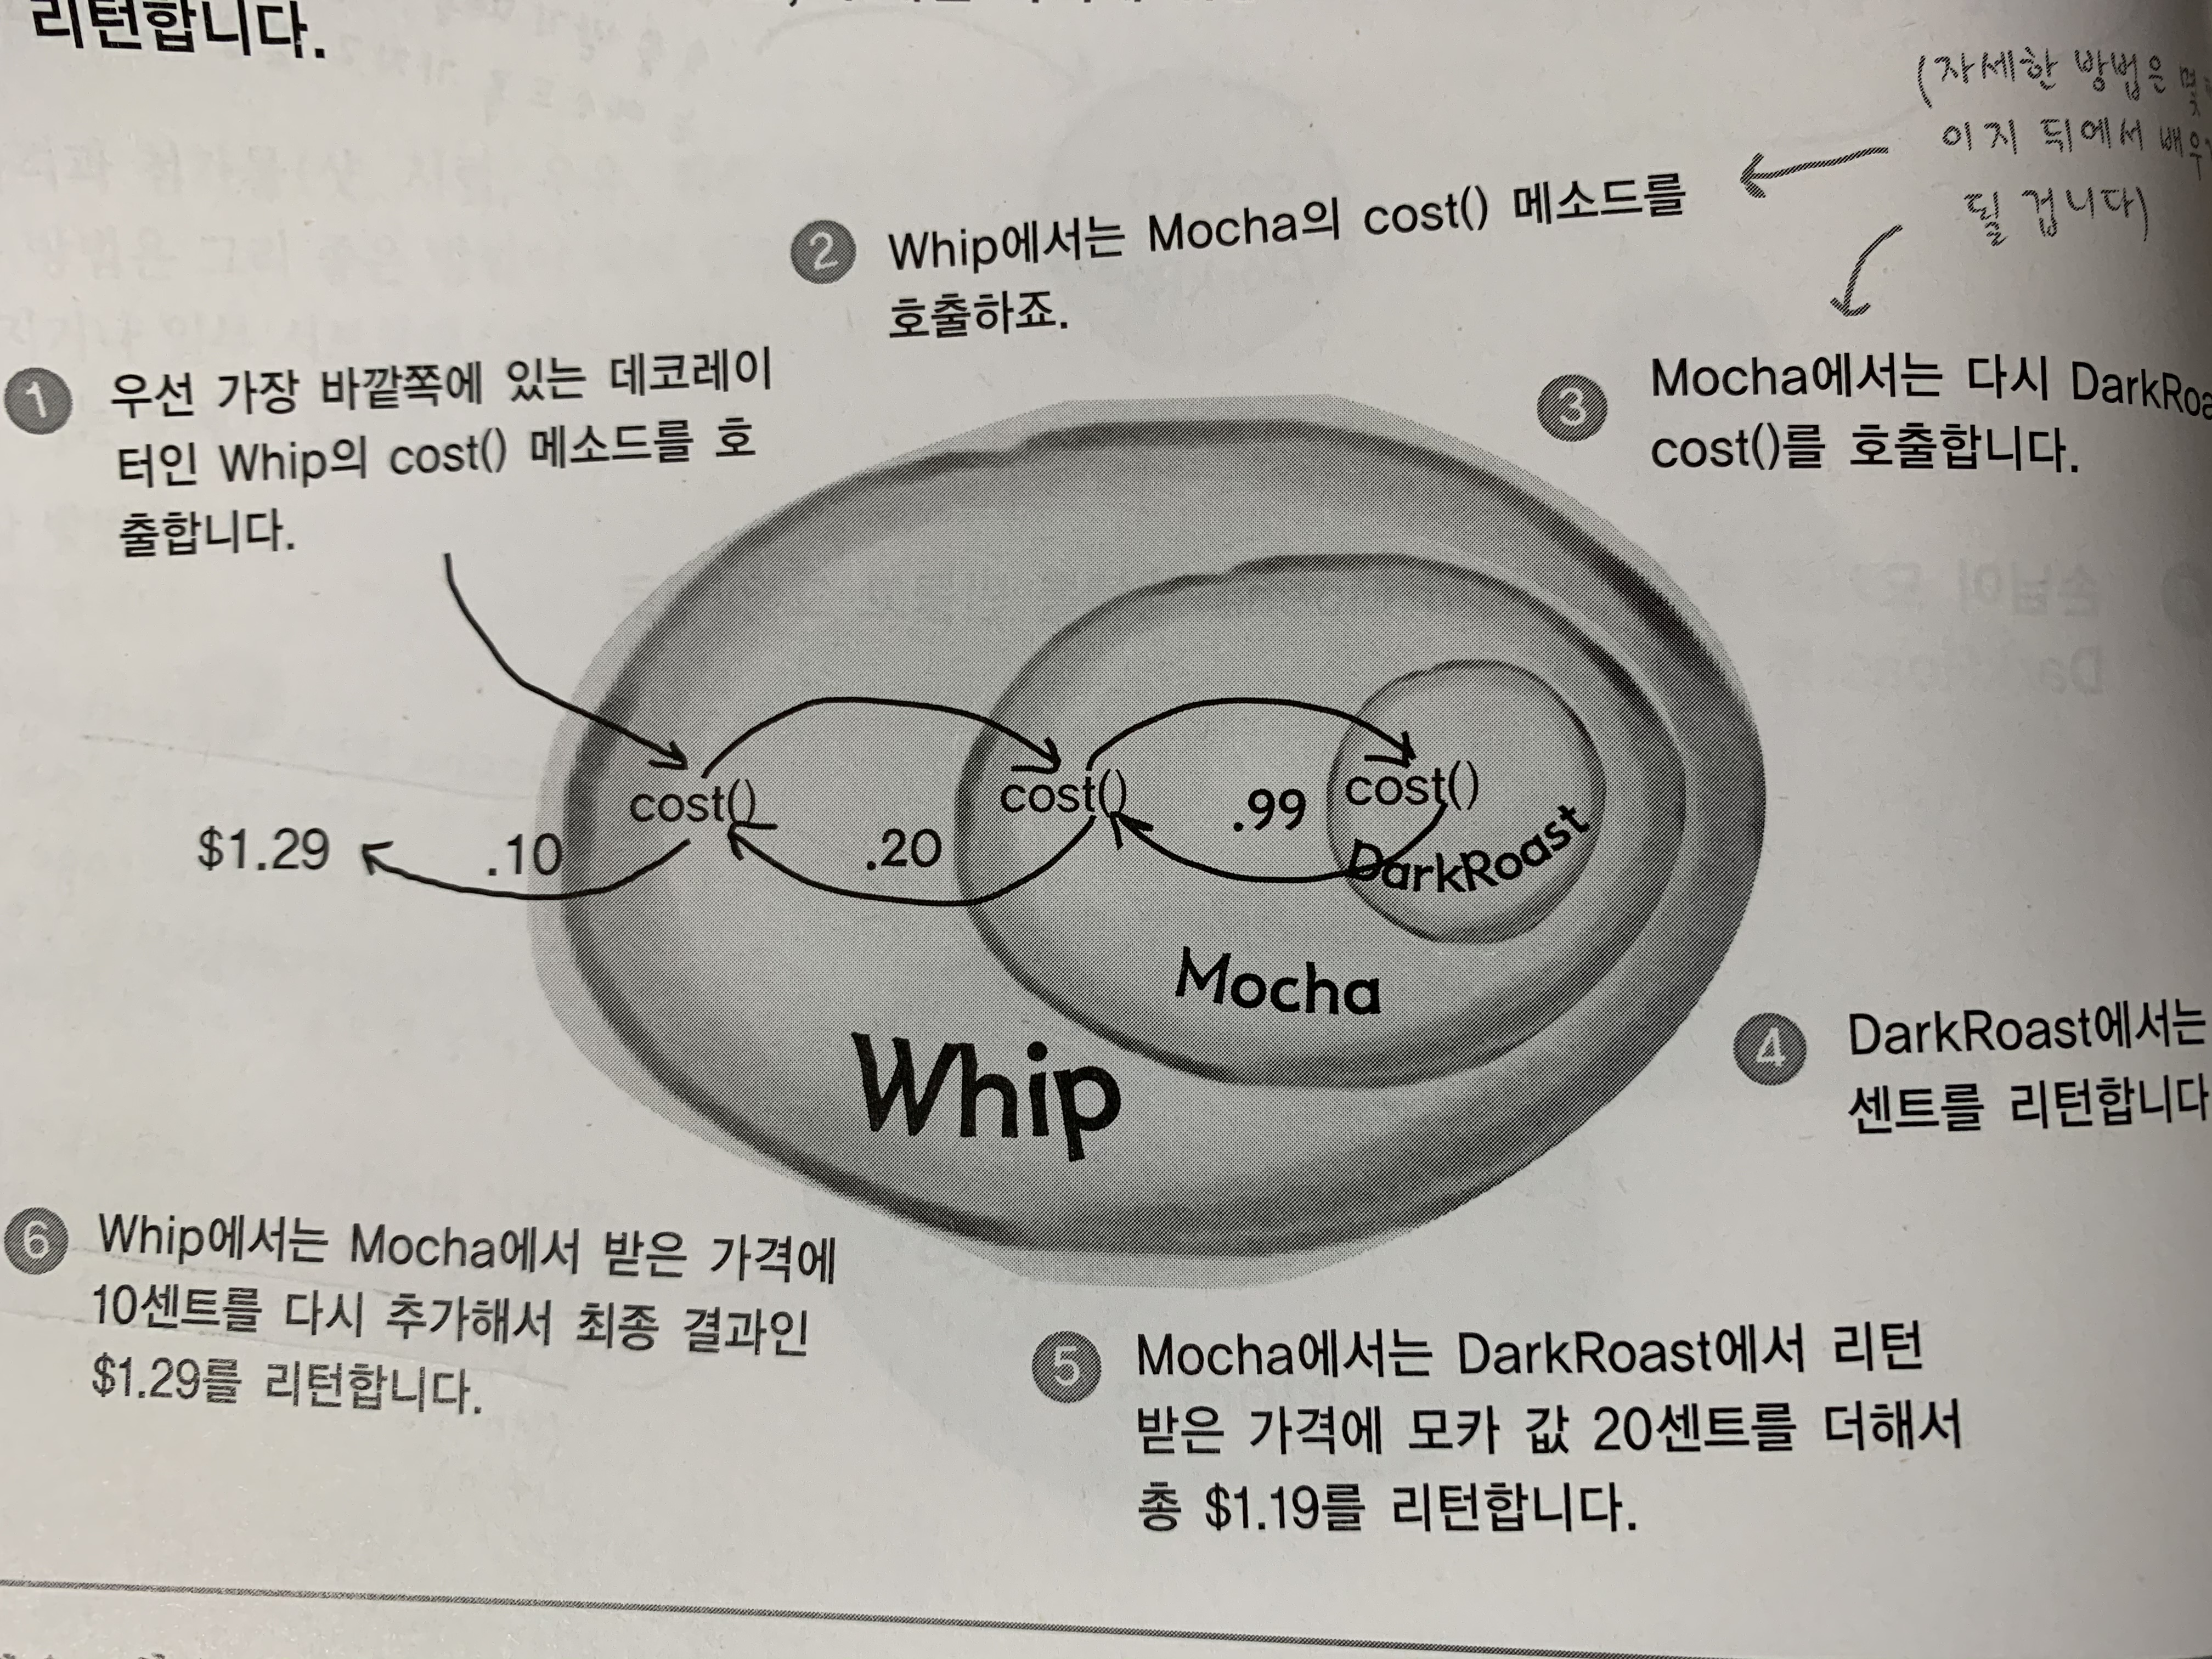 리턴합니다.
(자세한 방법은
이지 뒤에서
될 겁니다)
2 Whip에서는 Mocha의 cost() 메소드를
호출하죠.
1 우선 가장 바깥쪽에 있는 데코레이
터인 Whip의 cost() 메소드를 호
출합니다.
3 Mocha에서는 다시
cost()를 호출합니다.
cost()
cost()
cost()
$1.29
.10
.20
.99
DarkRoast
Mocha
Whip
4 DarkRoast에서는
센트를 리턴합니다
6 Whip에서는 Mocha에서 받은 가격에
10센트를 다시 추가해서 최종 결과인
$1.29를 리턴합니다.
5 Mocha에서는 DarkRoast에서 리턴
받은 가격에 모카 값 20센트를 더해서
총 $1.19를 리턴합니다.